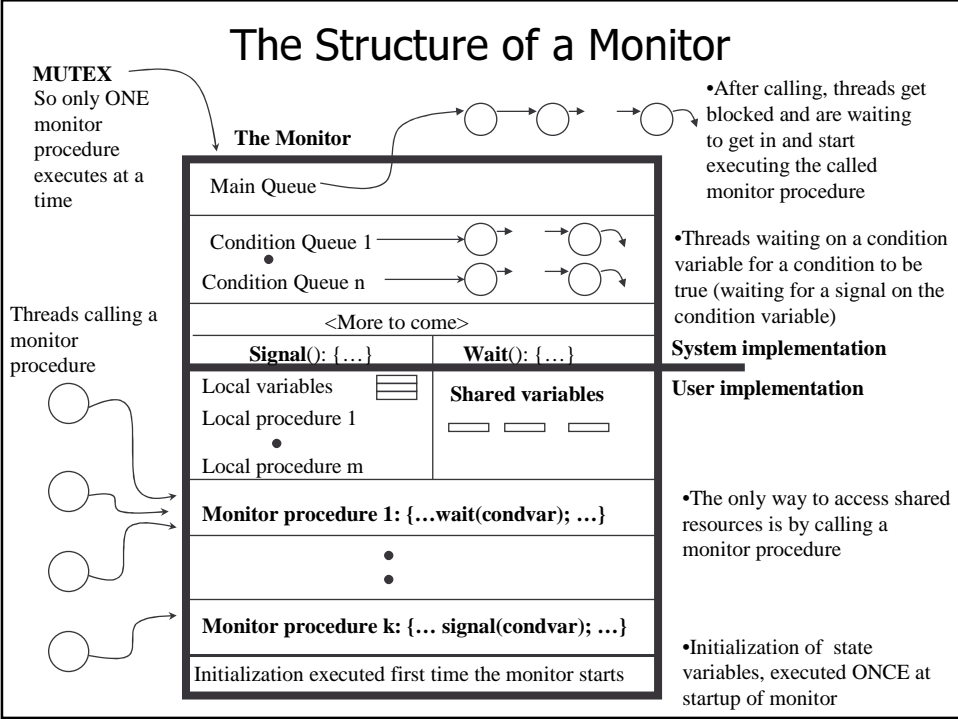 The Structure of a Monitor
MUTEX
So only ONE
monitor
procedure
executes at a
time
The Monitor
•After calling, threads get
blocked and are waiting
to get in and start
executing the called
monitor procedure
Main Queue
Condition Queue 1
•
Condition Queue n
•Threads waiting on a condition
variable for a condition to be
true (waiting for a signal on the
condition variable)
Threads calling a
monitor
procedure
<More to come>
Signal(): {…}
Wait(): {…}
System implementation
User implementation
Local variables
Local procedure 1
•
Local procedure m
Shared variables
Monitor procedure 1: {…wait(condvar); …}
•The only way to access shared
resources is by calling a
monitor procedure
•
•
Monitor procedure k: {… signal(condvar); …}
Initialization executed first time the monitor starts
•Initialization of state
variables, executed ONCE at
startup of monitor